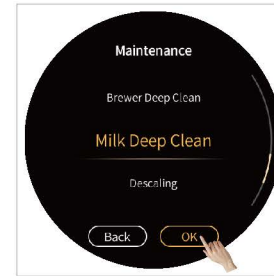 Maintenance
Brewer Deep Clean
Milk Deep Clean
Descaling
Back OK